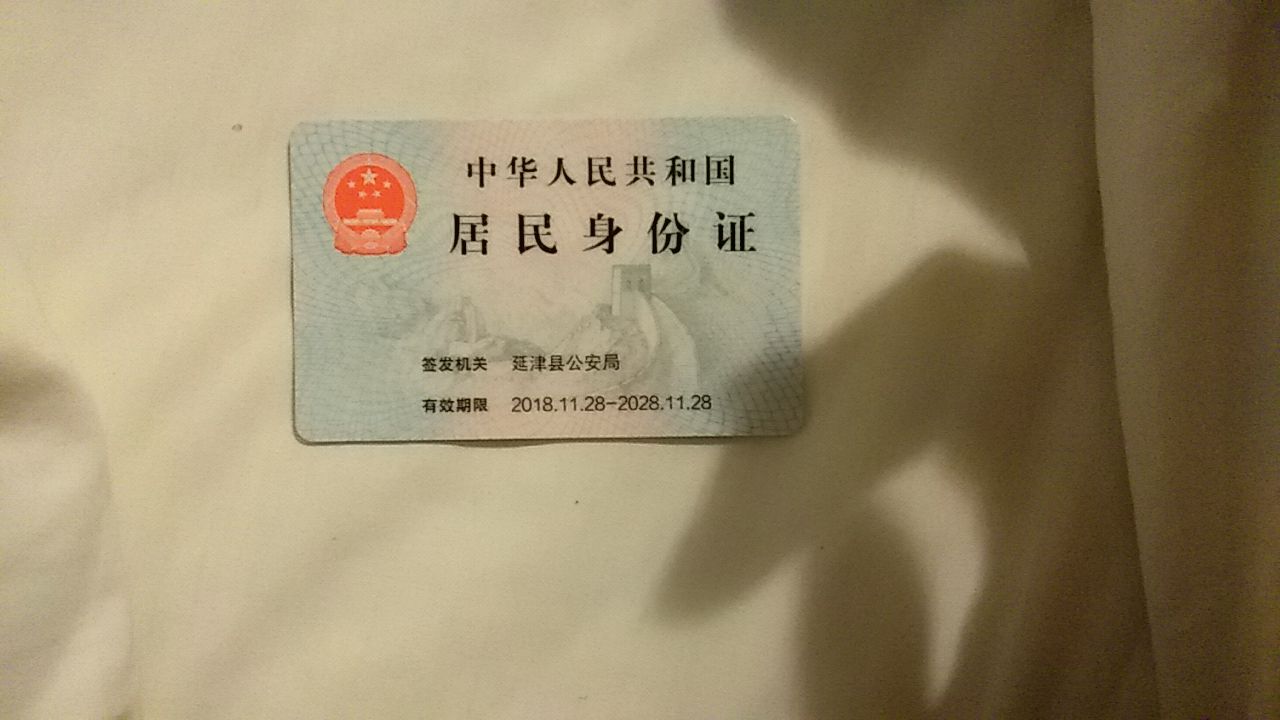 中华人民共和国
居民身份证
签发机关 延津县公安局
有效期限 2018.11.28-2028.11.28